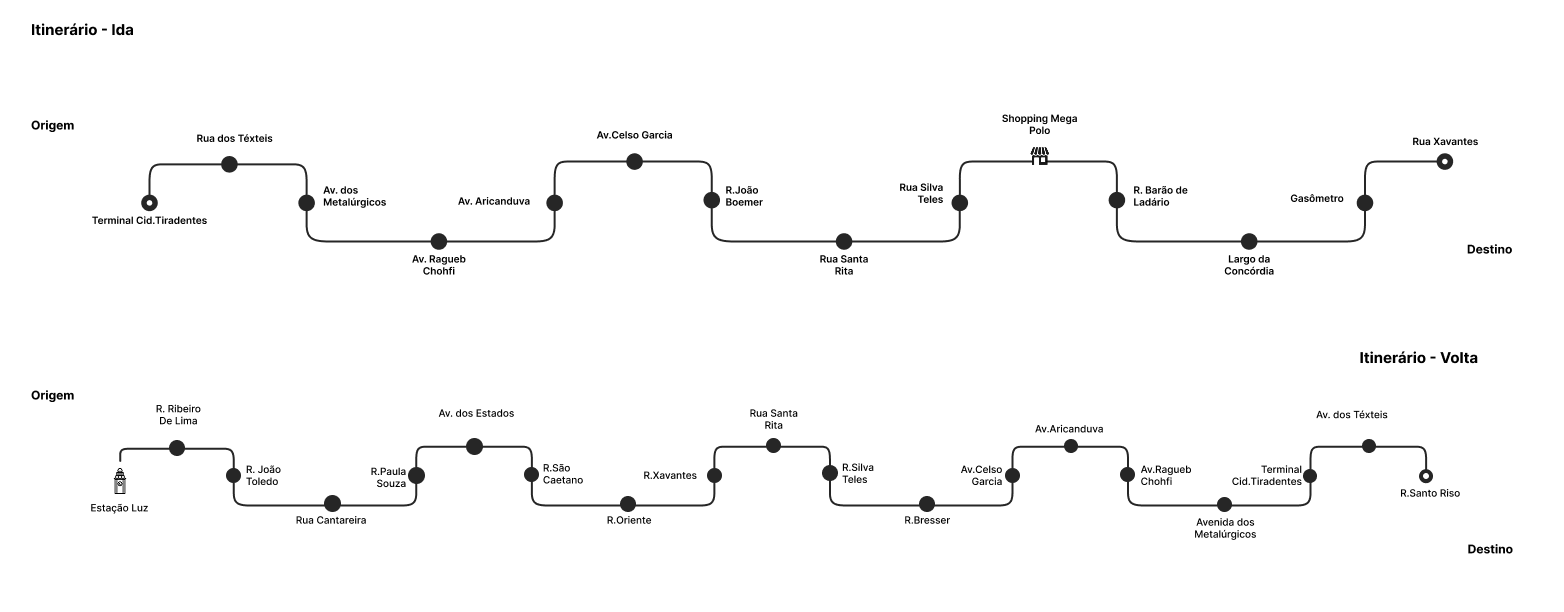 Itinerário - Ida
Origem
Terminal Cid.Tiradentes
Rua dos Téxteis
Av. dos
Metalúrgicos
Av. Ragueb
Chohfi
Av. Aricanduva
Av.Celso Garcia
R.João
Boemer
Rua Santa
Rita
Rua Silva
Teles
Shopping Mega
Polo
R. Barão de
Ladário
Largo da
Concórdia
Gasômetro
Rua Xavantes
Destino
Itinerário - Volta
Origem
Estação Luz
R. Ribeiro
De Lima
R. João
Toledo
Rua Cantareira
R.Paula
Souza
Av. dos Estados
R.São
Caetano
R.Oriente
R.Xavantes
Rua Santa
Rita
R.Silva
Teles
R.Bresser
Av.Celso
Garcia
Av.Aricanduva
Av.Ragueb
Chohfi
Avenida dos
Metalúrgicos
Terminal
Cid.Tiradentes
Av. dos Téxteis
R.Santo Riso
Destino